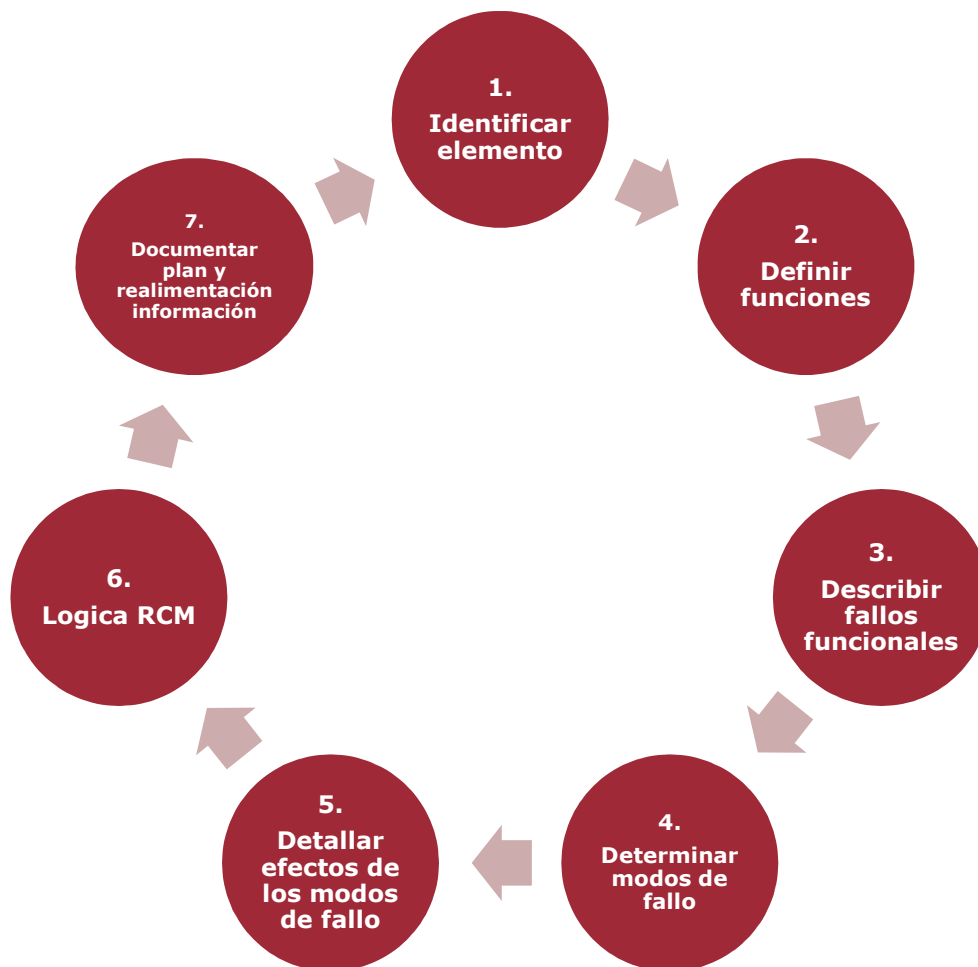 1.
Identificar
elemento
2.
Definir
funciones
3.
Describir
fallos
funcionales
4.
Determinar
modos de
fallo
5.
Detallar
efectos de
los modos
de fallo
6.
Logica RCM
7.
Documentar
plan y
realimentación
información